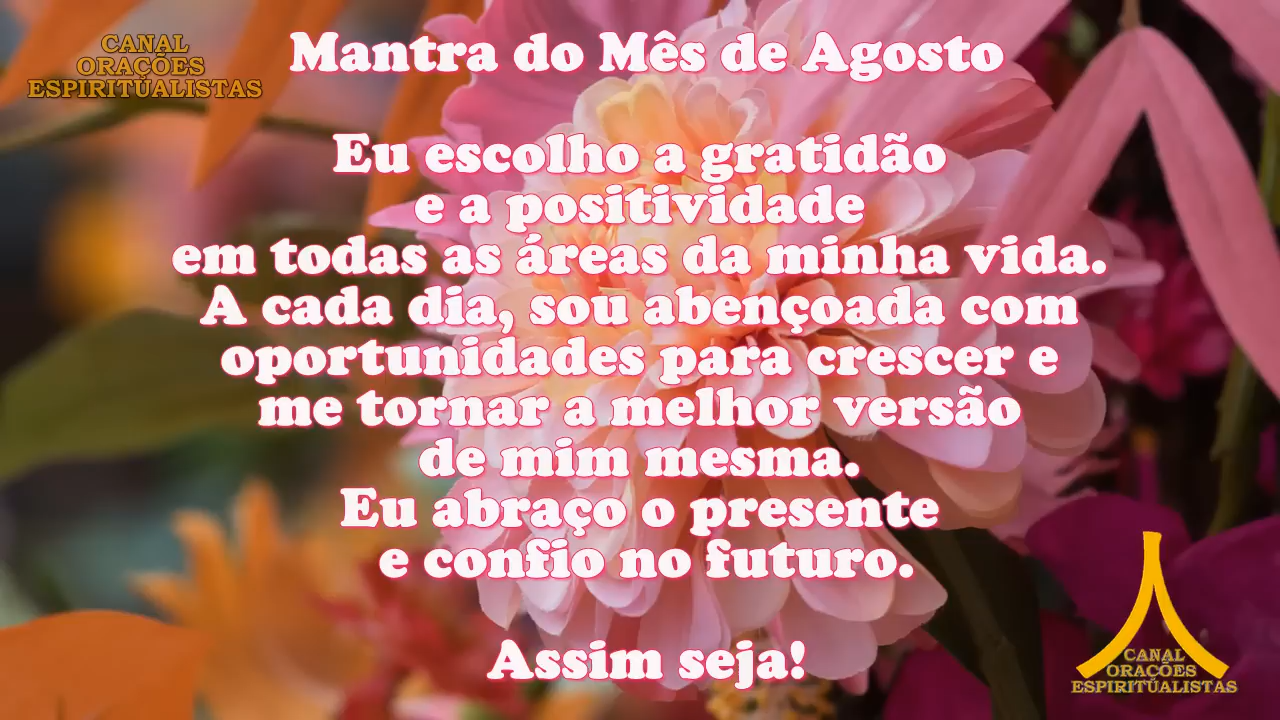 CANAL
ORAÇÕES
ESPIRITUALISTAS
Mantra do Mês de Agosto
Eu escolho a gratidão
e a positividade
em todas as áreas da minha vida.
A cada dia, sou abençoada com
oportunidades para crescer e
me tornar a melhor versão
de mim mesma.
Eu abraço o presente
e confio no futuro.
Assim seja!
CANAL
ORAÇÕES
ESPIRITUALISTAS